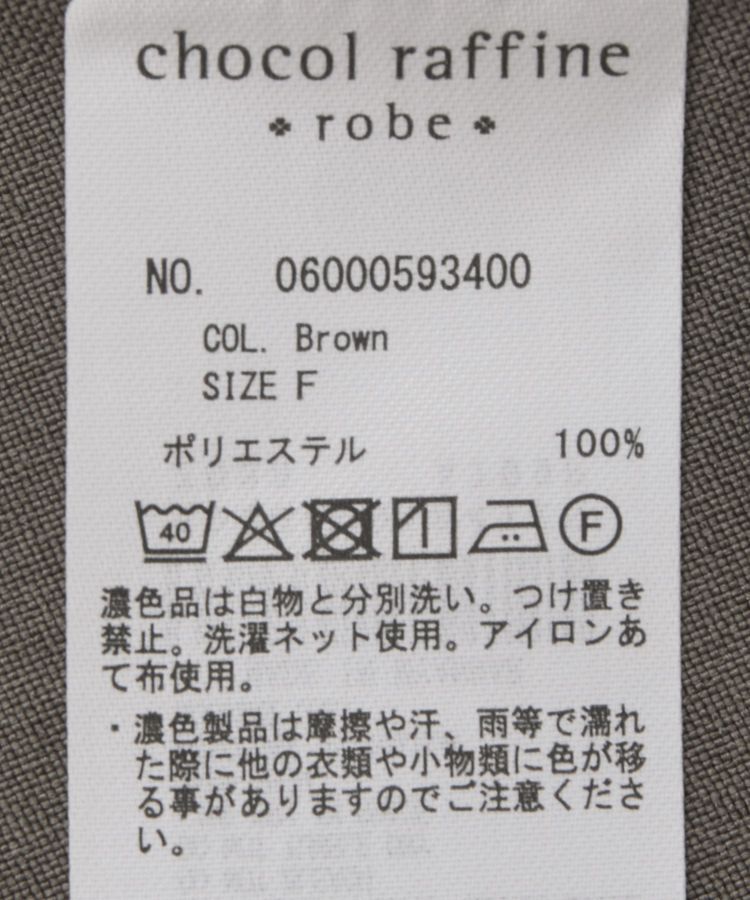 chocol raffine
robe
NO. 06000593400
COL. Brown
SIZE F
ポリエステル 100%
40 F
濃色品は白物と分別洗い。つけ置き
禁止。洗濯ネット使用。アイロンあ
て布使用。
・濃色製品は摩擦や汗、雨等で濡れ
た際に他の衣類や小物類に色が移
る事がありますのでご注意くださ
い。